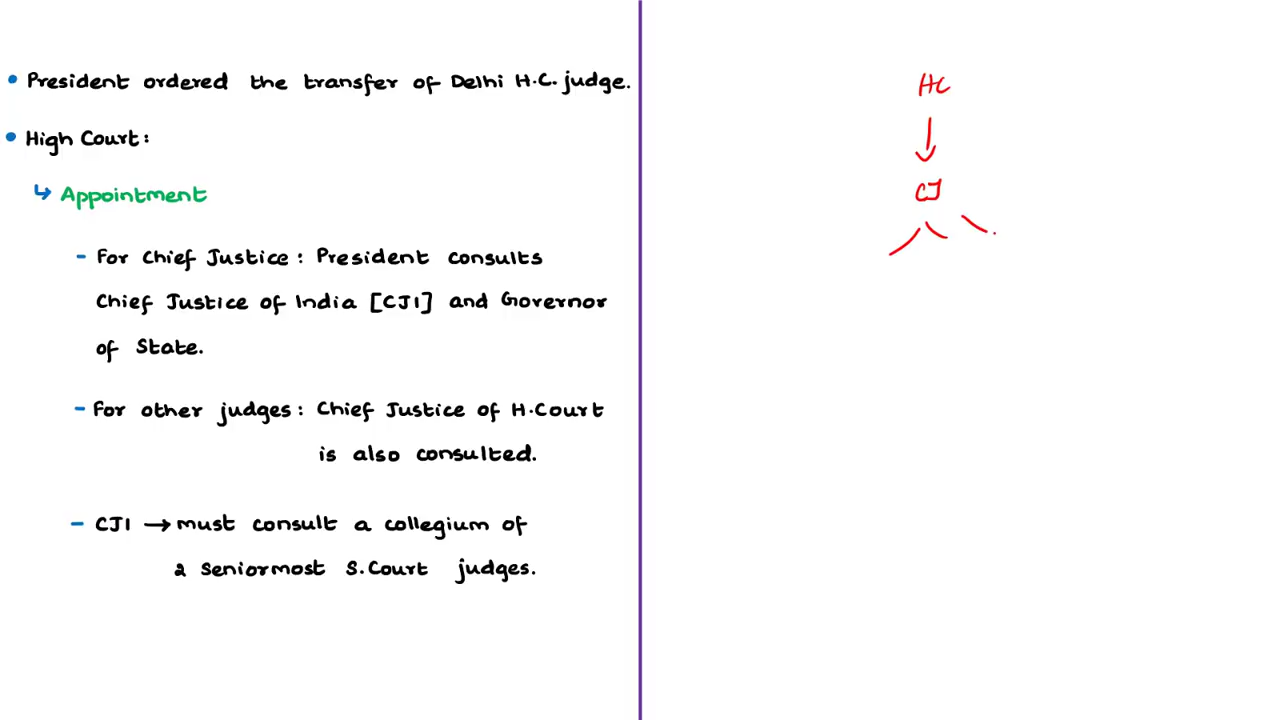 • President ordered the transfer of Delhi H.C. judge.
• High Court:
↳ Appointment
- For Chief Justice: President consults
Chief Justice of India [CJI] and Governor
of State.
- For other judges: Chief Justice of H.Court
is also consulted.
- CJI → must consult a collegium of
2 seniormost S.Court judges.
HC
CJ